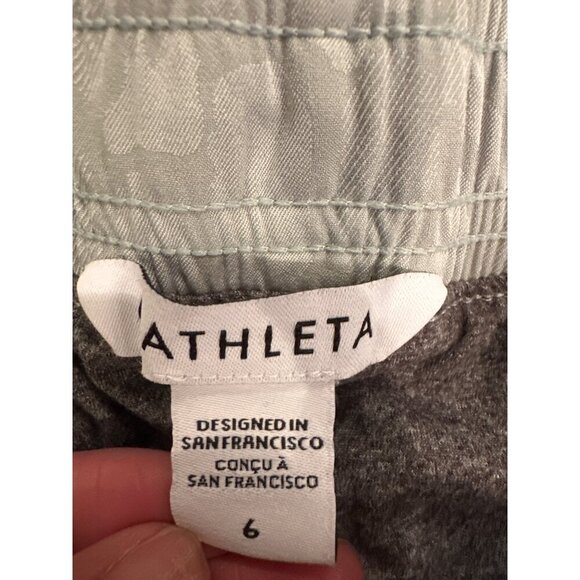 ATHLETA
DESIGNED IN
SAN FRANCISCO
CONÇU À
SAN FRANCISCO
6